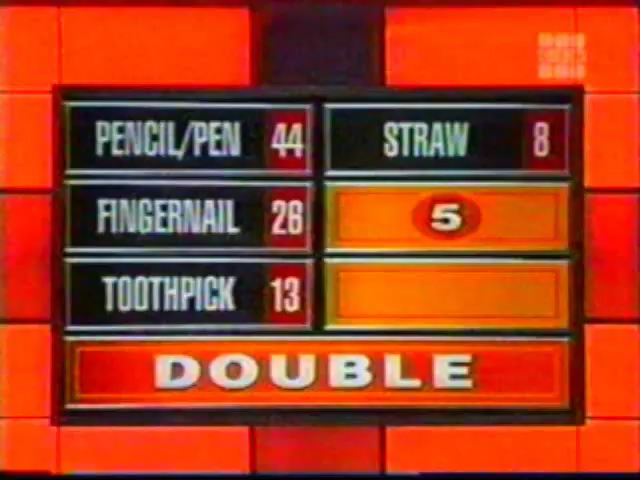 PENCIL/PEN 44
FINGERNAIL 26
TOOTHPICK 13
STRAW 8
5
DOUBLE